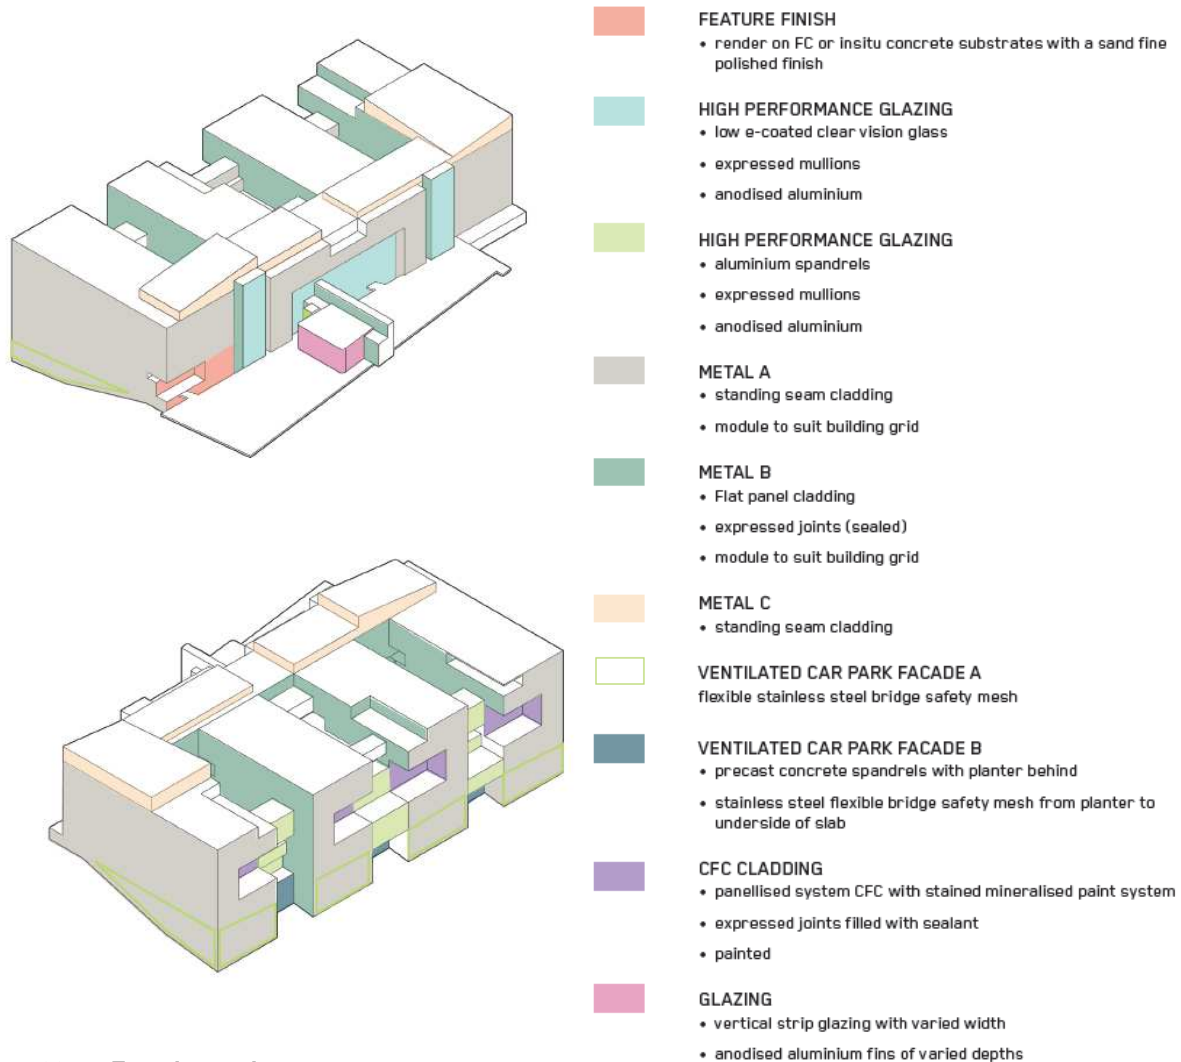 FEATURE FINISH
• render on FC or insitu concrete substrates with a sand fine
polished finish
HIGH PERFORMANCE GLAZING
• low e-coated clear vision glass
• expressed mullions
• anodised aluminium
HIGH PERFORMANCE GLAZING
• aluminium spandrels
• expressed mullions
• anodised aluminium
METAL A
• standing seam cladding
• module to suit building grid
METAL B
• Flat panel cladding
• expressed joints (sealed)
• module to suit building grid
METAL C
• standing seam cladding
VENTILATED CAR PARK FACADE A
flexible stainless steel bridge safety mesh
VENTILATED CAR PARK FACADE B
• precast concrete spandrels with planter behind
• stainless steel flexible bridge safety mesh from planter to
underside of slab
CFC CLADDING
• panellised system CFC with stained mineralised paint system
• expressed joints filled with sealant
• painted
GLAZING
• vertical strip glazing with varied width
• anodised aluminium fins of varied depths